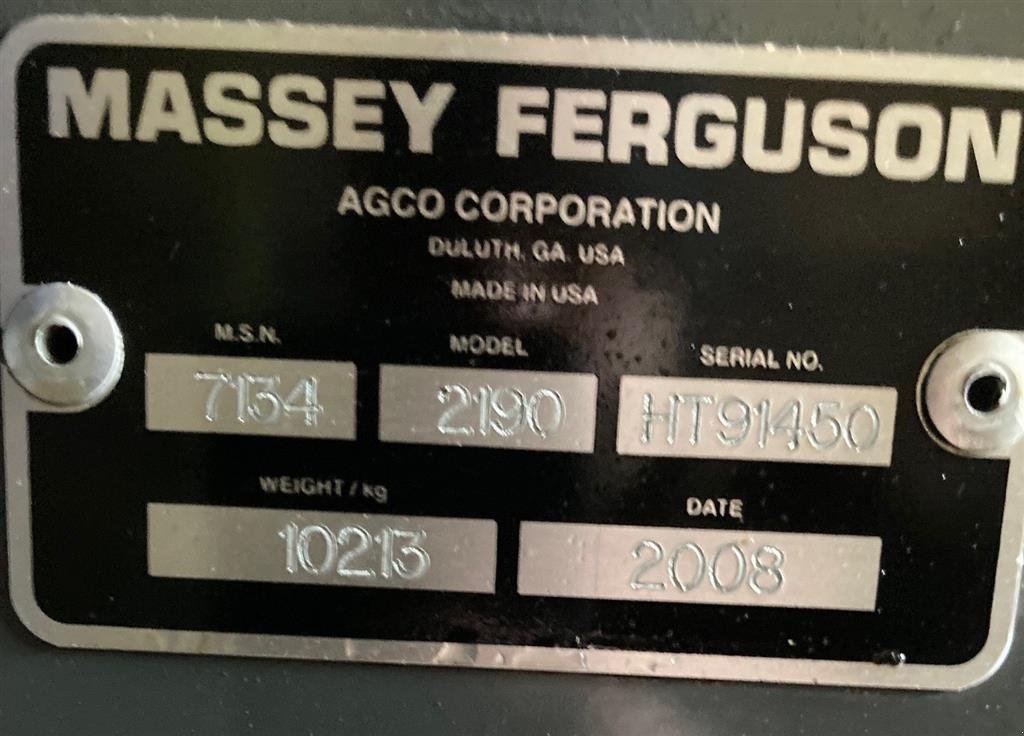 MASSEY FERGUSON
AGCO CORPORATION
DULUTH, GA. USA
MADE IN USA
M.S.N. MODEL SERIAL NO.
7134 2190 HT91450
WEIGHT / kg DATE
10213 2008